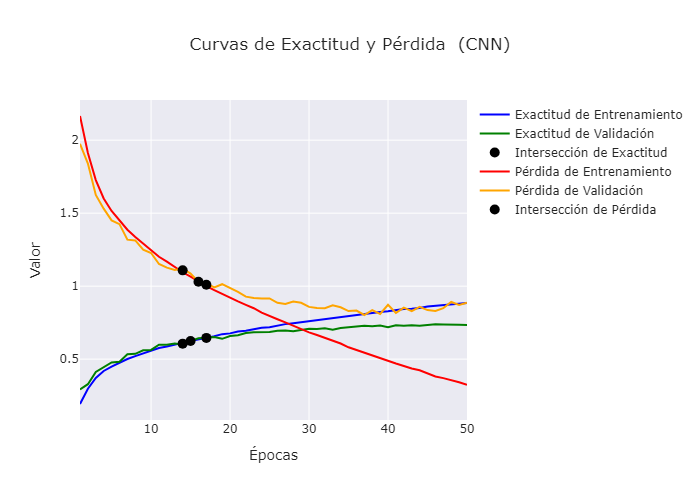 Curvas de Exactitud y Pérdida (CNN)
Exactitud de Entrenamiento
Exactitud de Validación
Intersección de Exactitud
Pérdida de Entrenamiento
Pérdida de Validación
Intersección de Pérdida
Valor
2
1.5
1
0.5
10
20
30
40
50
Épocas